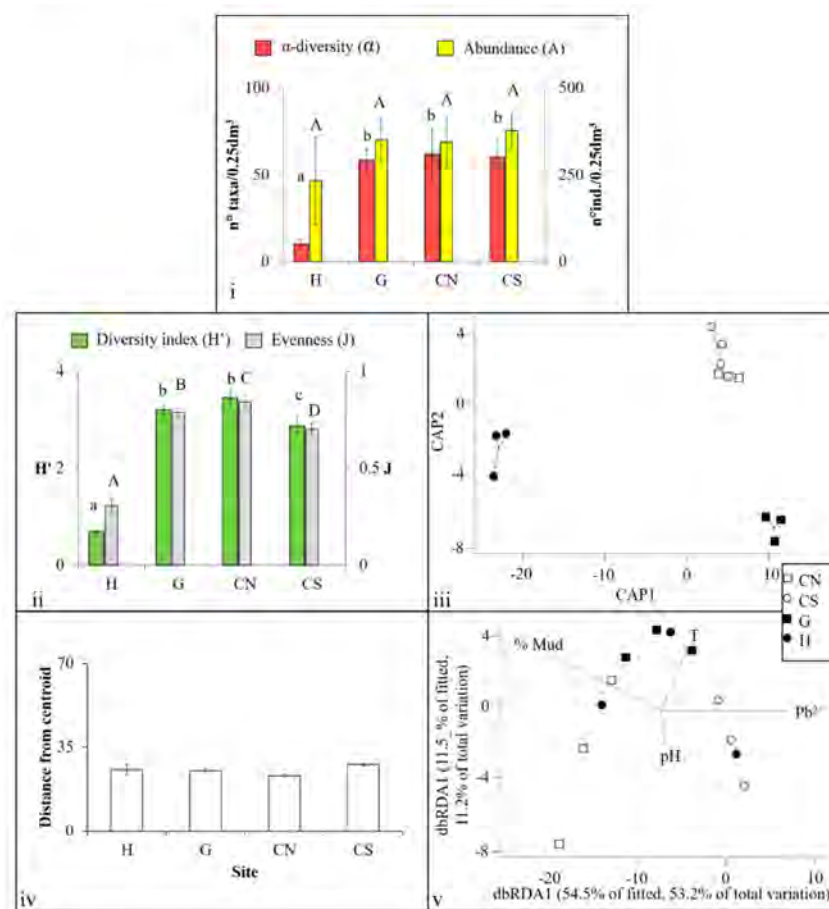 α-diversity (α) Abundance (A)
100 500
A A A A
b b b
a
n° taxa/0.25dm³ 50 250 n°ind./0.25dm³
0 0
H G CN CS
i
Diversity index (H') Evenness (J)
4 1
b B b C c D
H' 2 0.5 J
a A
0 0
H G CN CS
ii
4
0
CAP2
-4
-8
-20 -10 0 10
CAP1
iii
CN
CS
G
H
70
35
Distance from centroid
0
H G CN CS
Site
iv
4
% Mud T
0
Pb²
pH
-4
-8
dbRDA1 (11.5_% of fitted,
11.2% of total variation)
-20 -10 0 10
dbRDA1 (54.5% of fitted, 53.2% of total variation)
v